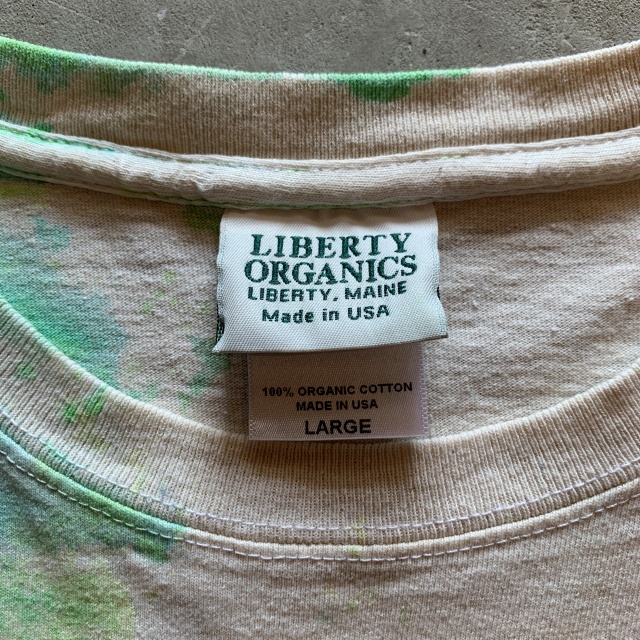 LIBERTY
ORGANICS
LIBERTY, MAINE
Made in USA
100% ORGANIC COTTON
MADE IN USA
LARGE